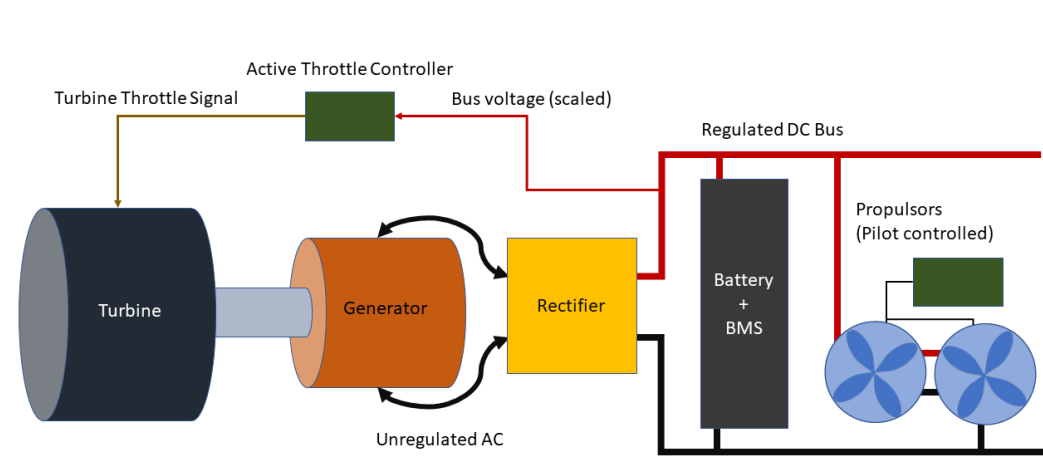 Active Throttle Controller
Turbine Throttle Signal
Bus voltage (scaled)
Regulated DC Bus
Propulsors
(Pilot controlled)
Turbine
Generator
Rectifier
Battery
+
BMS
Unregulated AC